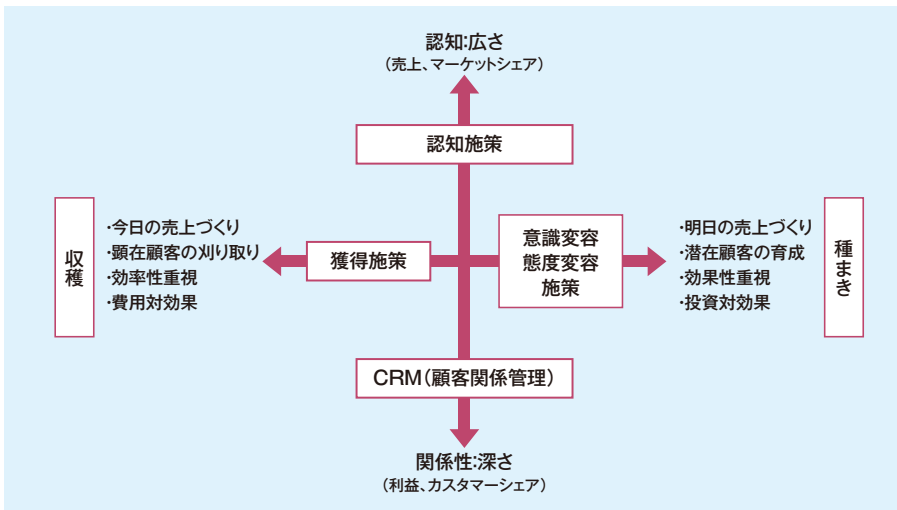 認知:広さ
(売上、マーケットシェア)
認知施策
収穫
・今日の売上づくり
・顕在顧客の刈り取り
・効率性重視
・費用対効果
獲得施策
意識変容
態度変容
施策
・明日の売上づくり
・潜在顧客の育成
・効果性重視
・投資対効果
種まき
CRM(顧客関係管理)
関係性:深さ
(利益、カスタマーシェア)